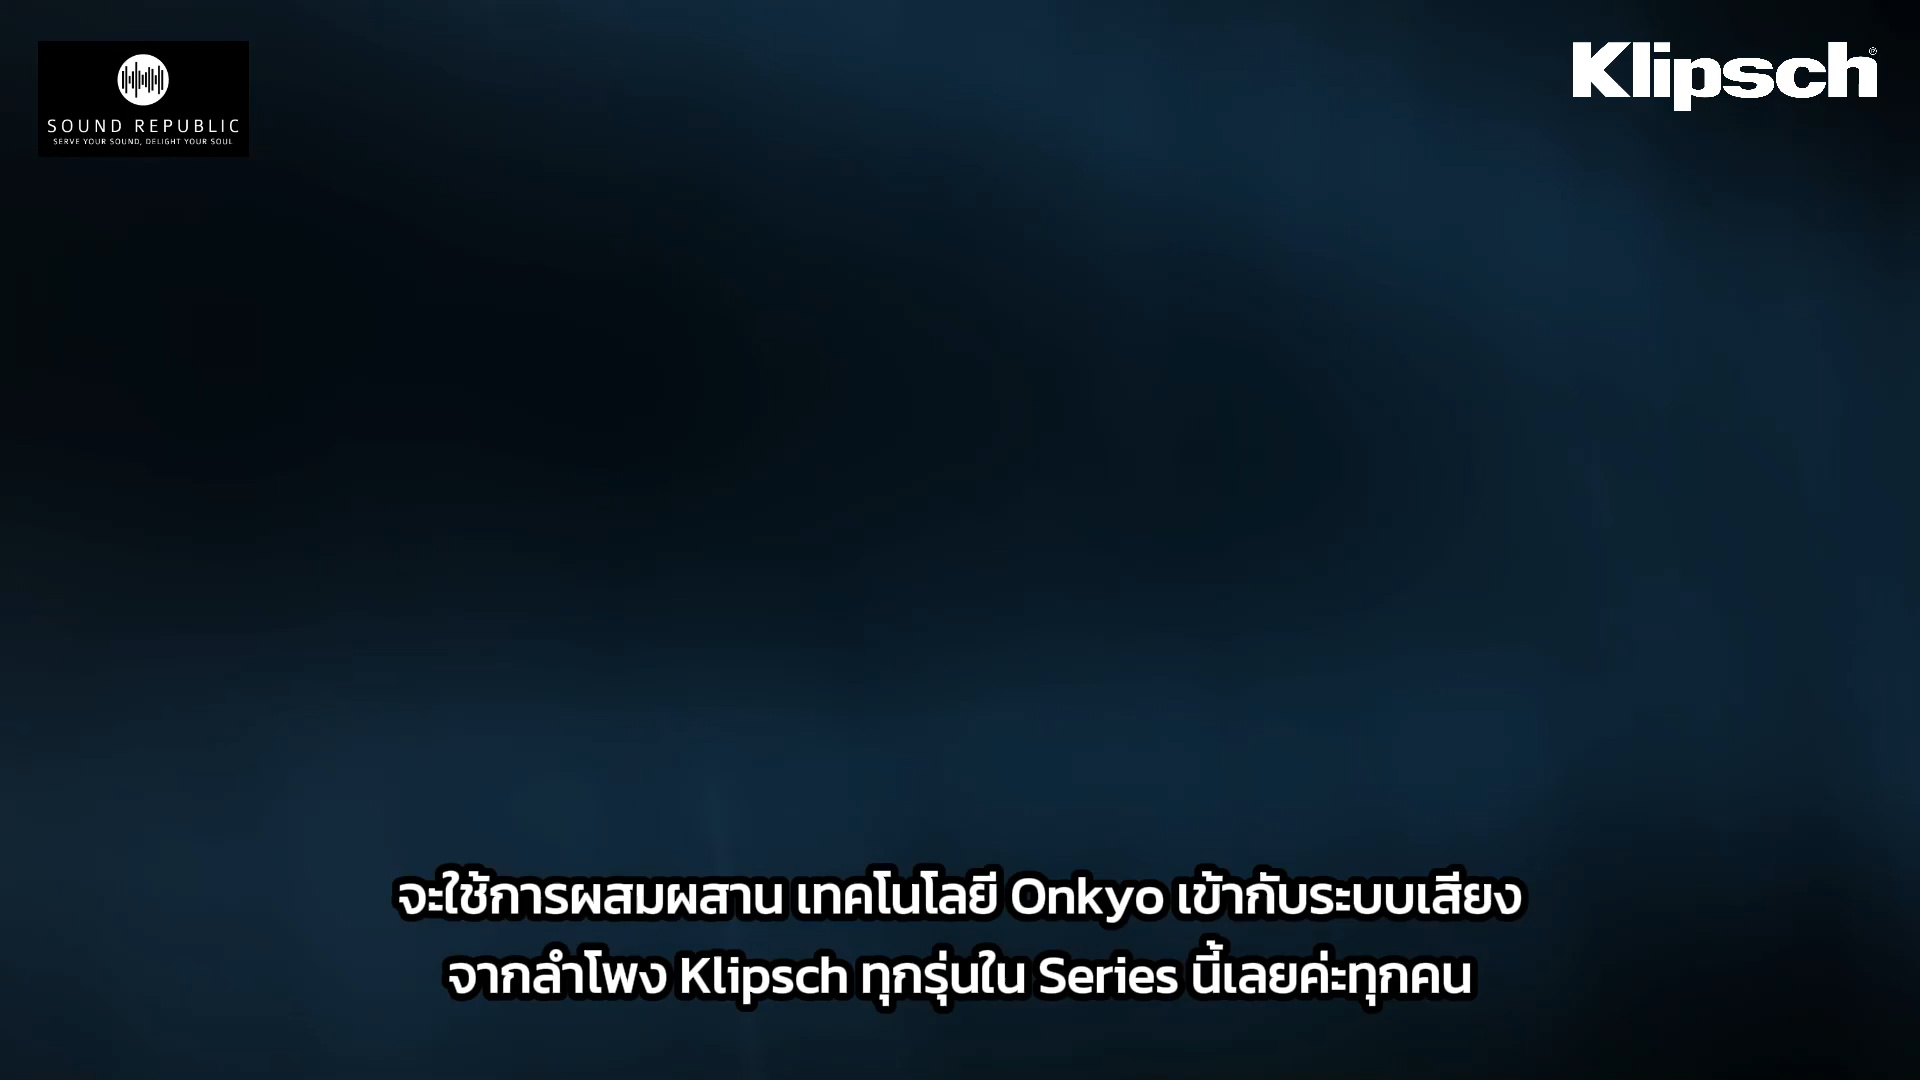 SOUND REPUBLIC
SERVE YOUR SOUND, DELIGHT YOUR SOUL
Klipsch®
จะใช้การผสมผสาน เทคโนโลยี Onkyo เข้ากับระบบเสียง
จากลำโพง Klipsch ทุกรุ่นใน Series นี้เลยค่ะทุกคน